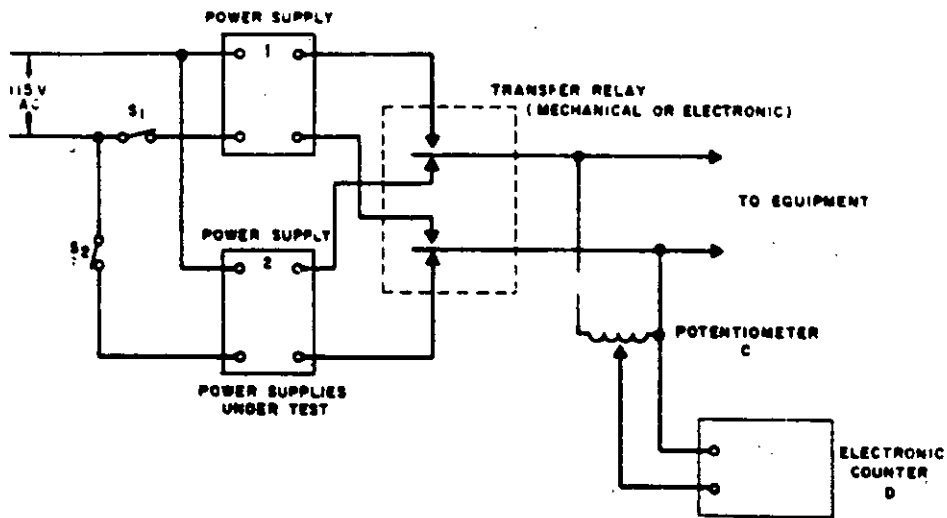 POWER SUPPLY
1
115 V
AC
S1
TRANSFER RELAY
(MECHANICAL OR ELECTRONIC)
TO EQUIPMENT
S2
POWER SUPPLY
2
POWER SUPPLIES
UNDER TEST
POTENTIOMETER
C
ELECTRONIC
COUNTER
D